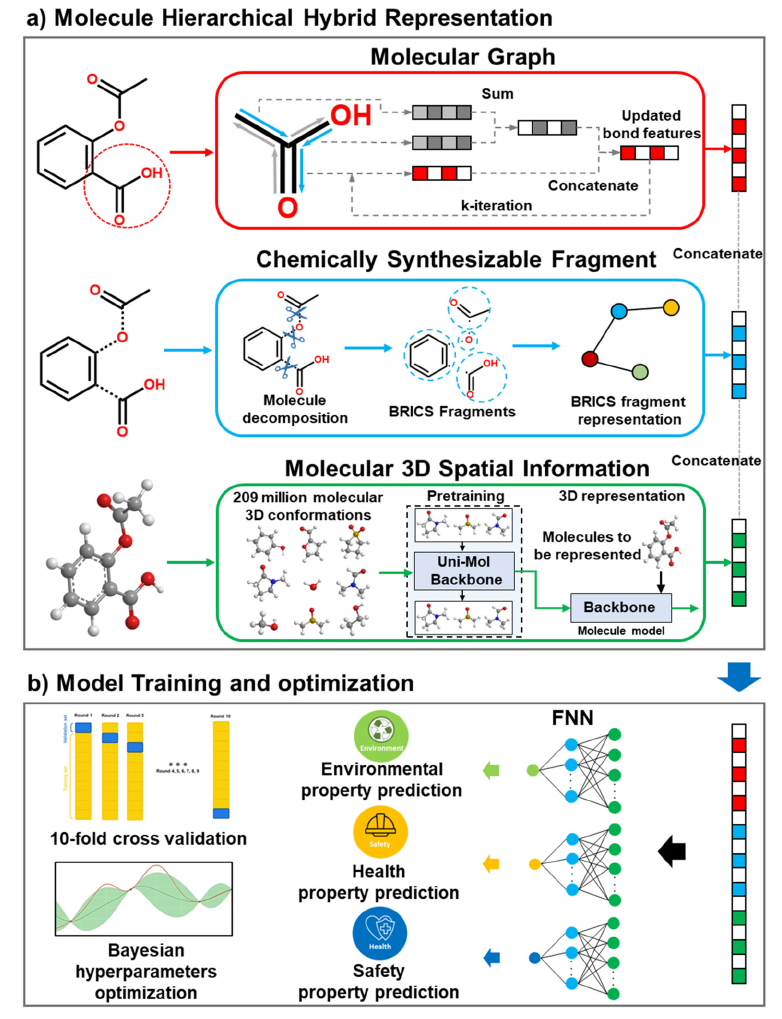 a) Molecule Hierarchical Hybrid Representation
Molecular Graph
O
O
OH
O
OH
O
Sum
Updated
bond features
Concatenate
k-iteration
Concatenate
Chemically Synthesizable Fragment
O
O
OH
O
O
O
OH
O
Molecule
decomposition
O
O
OH
O
BRICS Fragments
BRICS fragment
representation
Concatenate
Molecular 3D Spatial Information
209 million molecular
3D conformations
Pretraining
Uni-Mol
Backbone
3D representation
Molecules to
be represented
Backbone
Molecule model
b) Model Training and optimization
Round 1
Round 2
Round 3
Round 10
Validation set
Training set
Round 4, 5, 6, 7, 8, 9
10-fold cross validation
Bayesian
hyperparameters
optimization
Environment
Environmental
property prediction
Safety
Health
property prediction
Health
Safety
property prediction
FNN